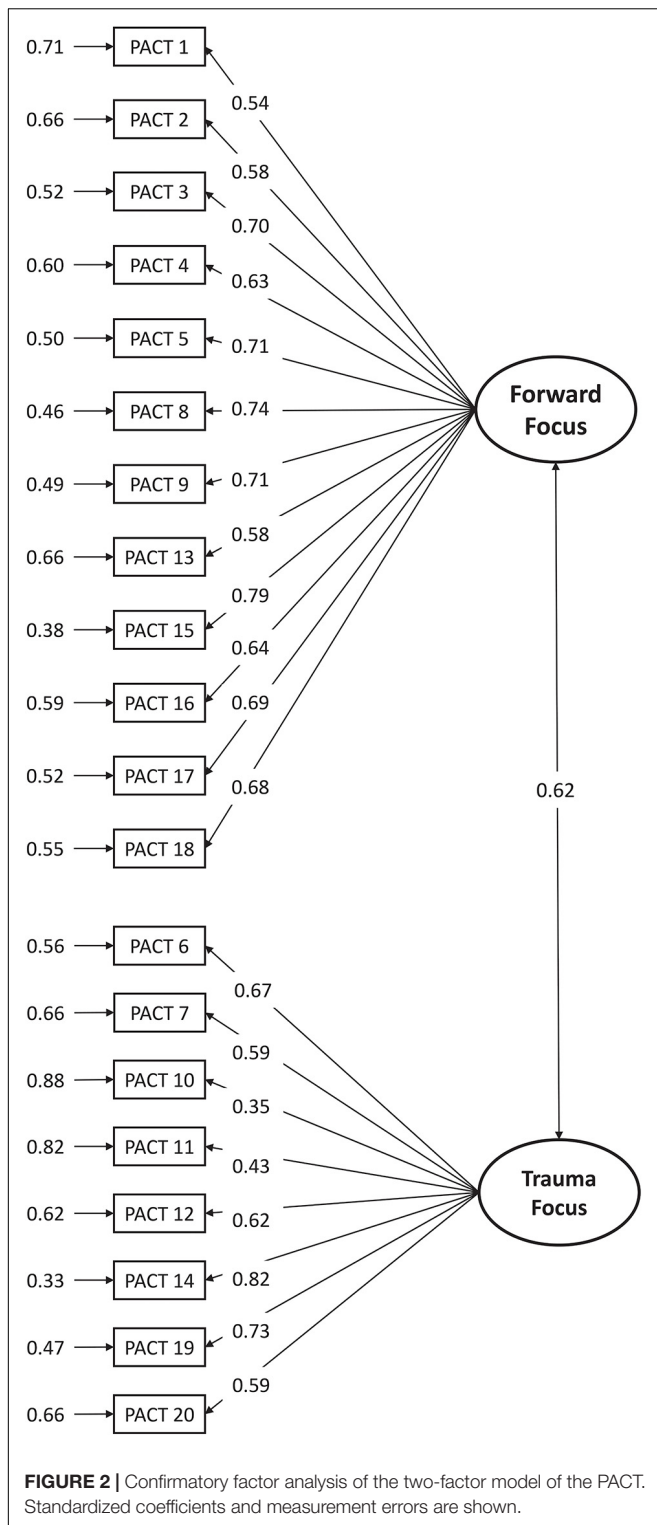 0.71 PACT 1
0.54
0.66 PACT 2
0.58
0.52 PACT 3
0.70
0.60 PACT 4
0.63
0.50 PACT 5
0.71
0.46 PACT 8 0.74
0.49 PACT 9 0.71
0.58
0.66 PACT 13
0.79
0.38 PACT 15
0.64
0.59 PACT 16
0.69
0.52 PACT 17
0.68
0.55 PACT 18
Forward
Focus
0.62
0.56 PACT 6
0.67
0.66 PACT 7
0.59
0.88 PACT 10
0.35
0.82 PACT 11
0.43
0.62 PACT 12 0.62
0.33 PACT 14 0.82
0.73
0.47 PACT 19
0.59
0.66 PACT 20
Trauma
Focus
FIGURE 2 | Confirmatory factor analysis of the two-factor model of the PACT.
Standardized coefficients and measurement errors are shown.